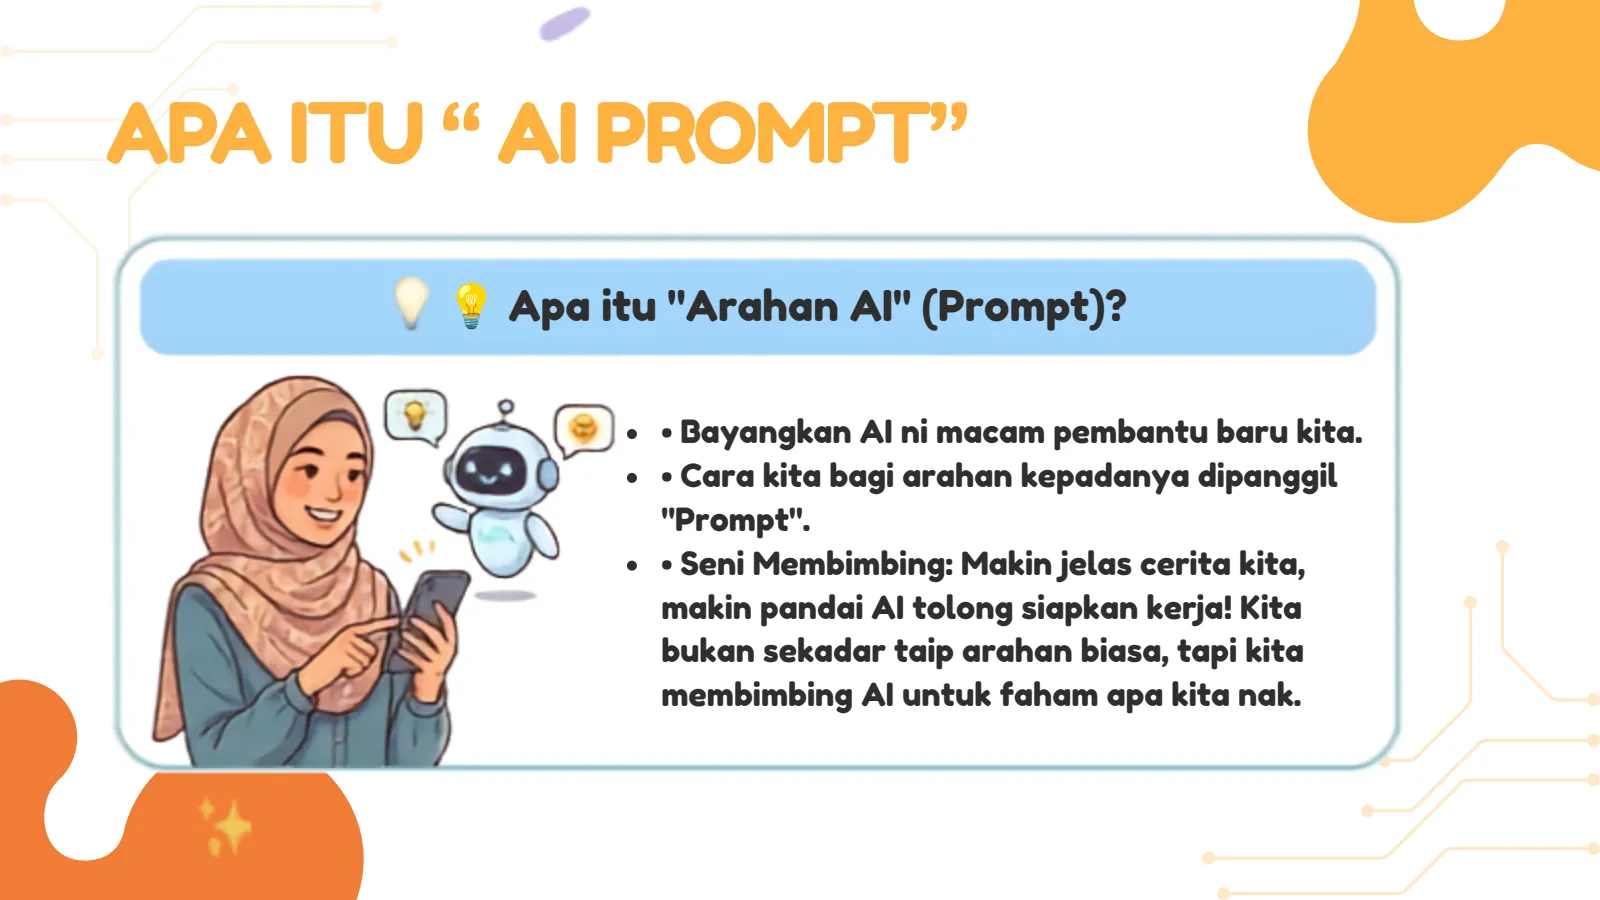 APA ITU “ AI PROMPT”
💡 💡 Apa itu "Arahan AI" (Prompt)?
• • Bayangkan AI ni macam pembantu baru kita.
• • Cara kita bagi arahan kepadanya dipanggil
"Prompt".
• • Seni Membimbing: Makin jelas cerita kita,
makin pandai AI tolong siapkan kerja! Kita
bukan sekadar taip arahan biasa, tapi kita
membimbing AI untuk faham apa kita nak.